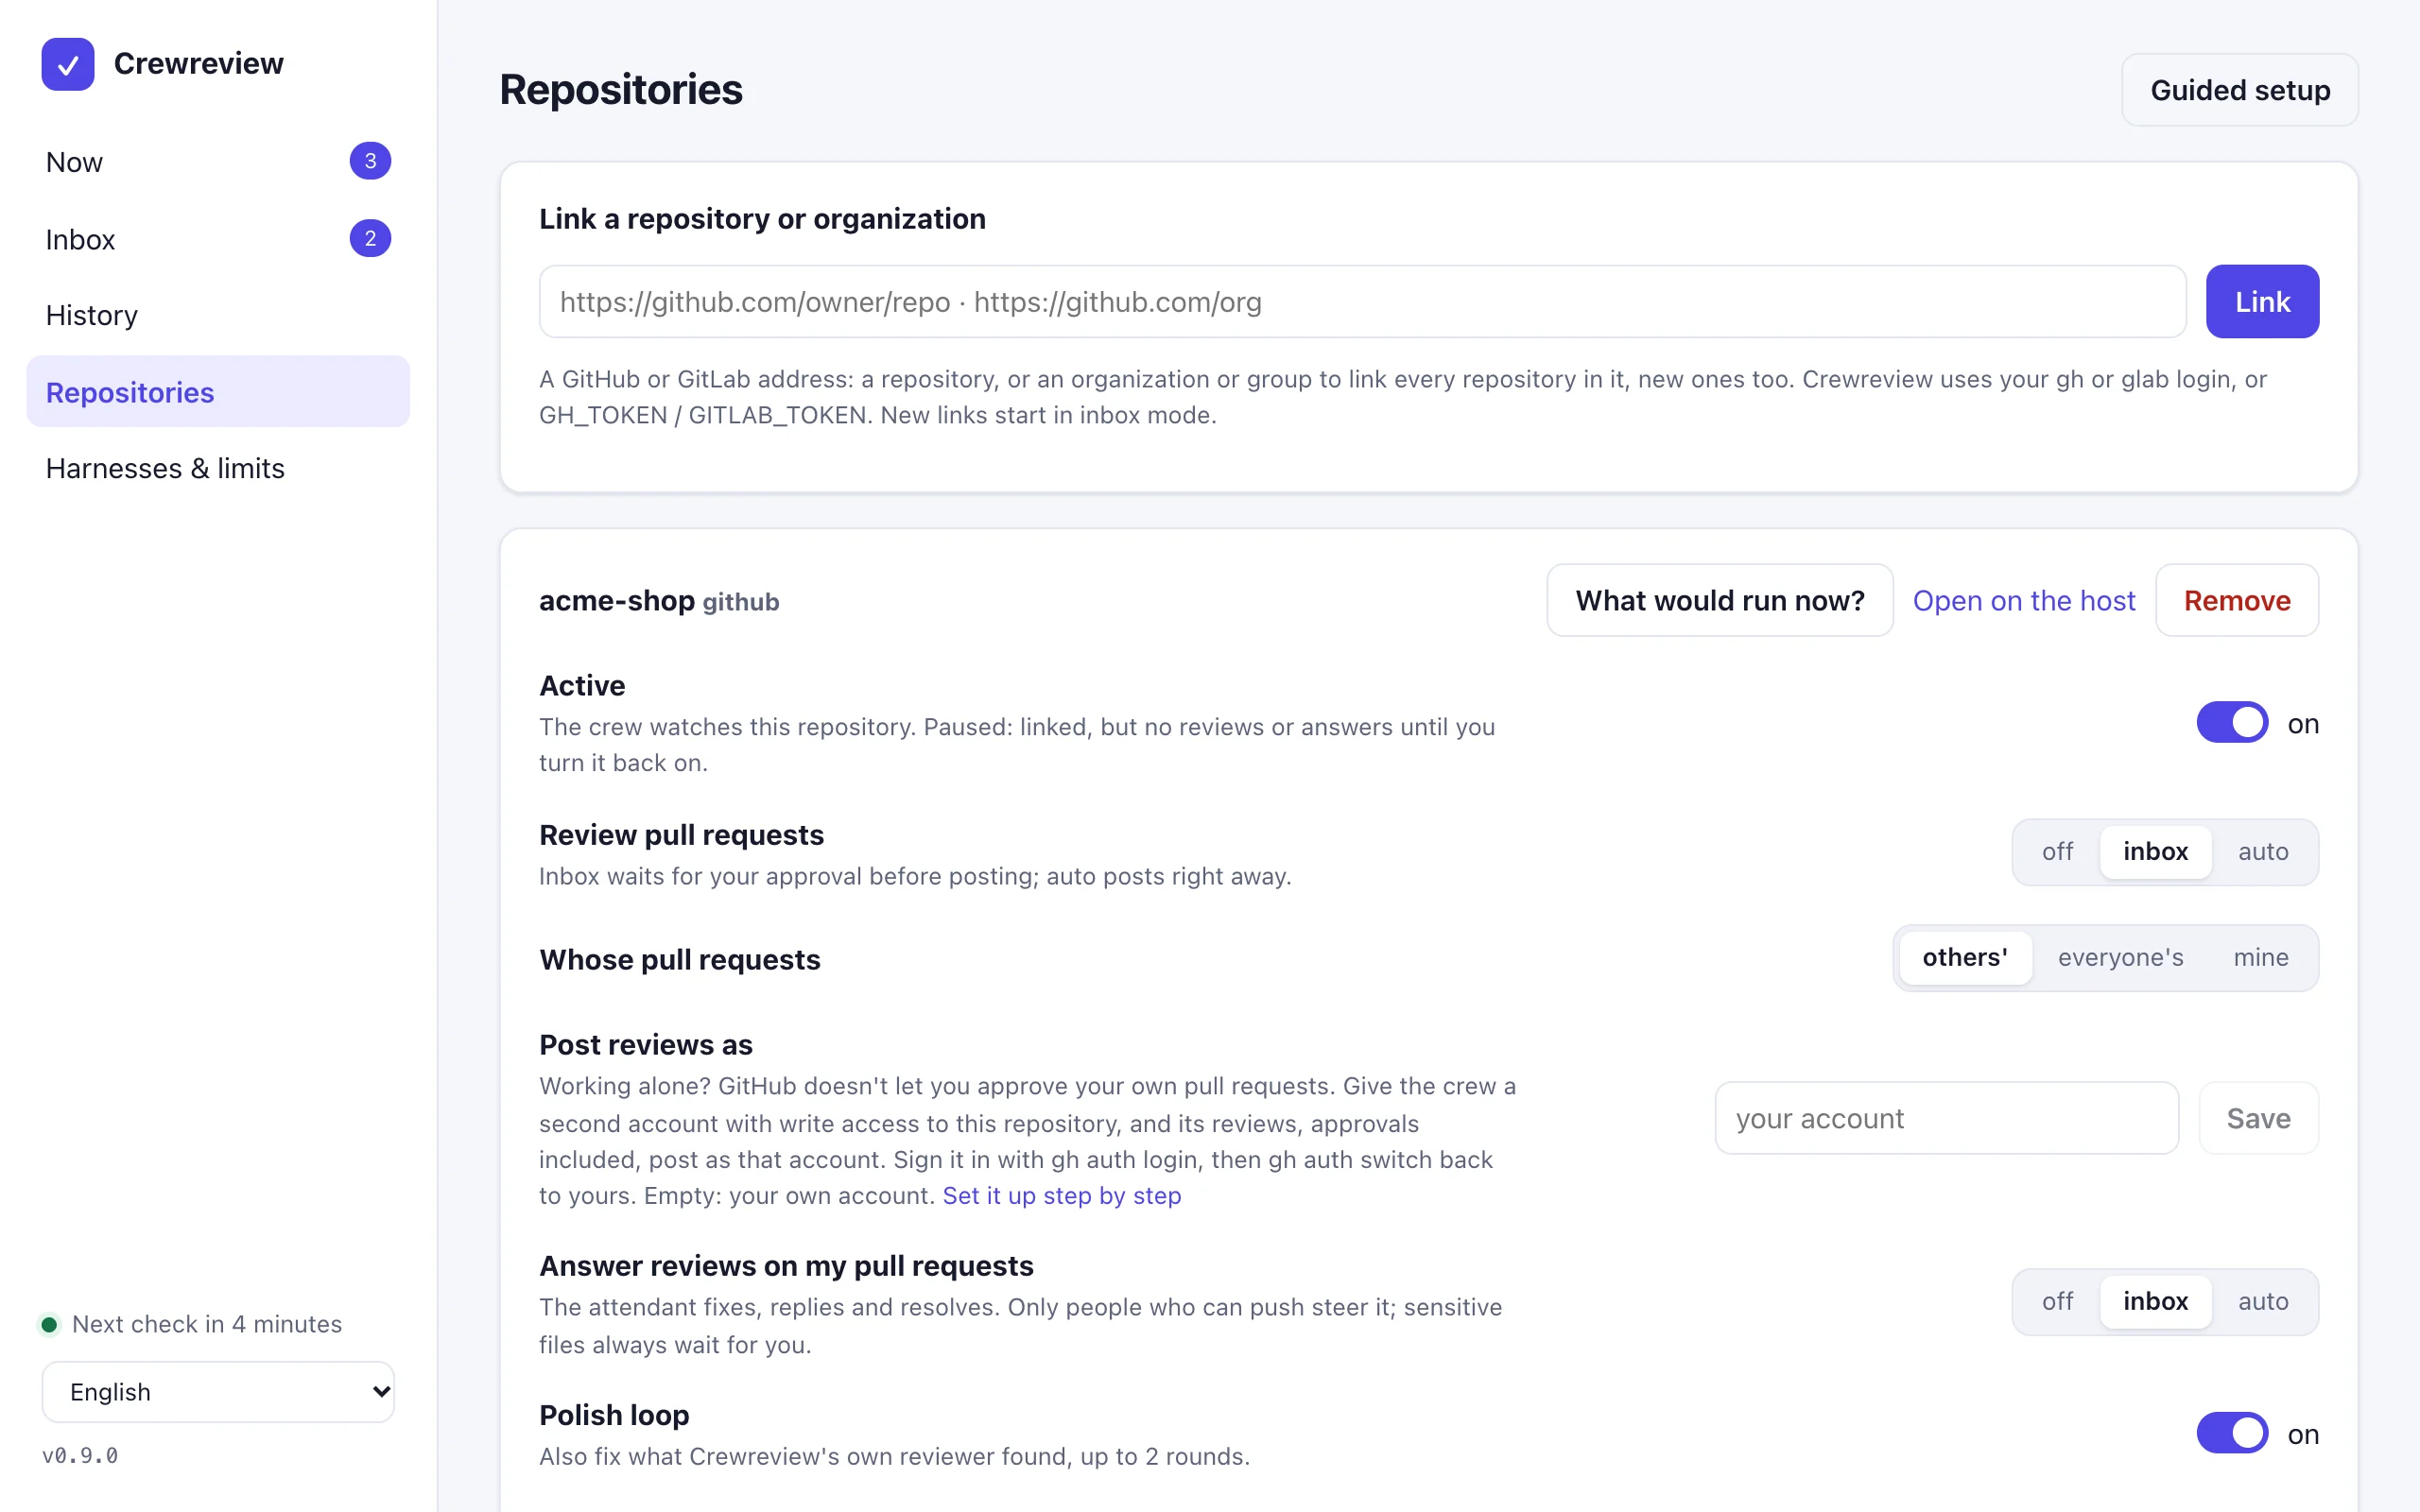 Crewreview
Now 3
Inbox 2
History
Repositories
Harnesses & limits
Next check in 4 minutes
English
v0.9.0
Repositories
Guided setup
Link a repository or organization
https://github.com/owner/repo · https://github.com/org
Link
A GitHub or GitLab address: a repository, or an organization or group to link every repository in it, new ones too. Crewreview uses your gh or glab login, or
GH_TOKEN / GITLAB_TOKEN. New links start in inbox mode.
acme-shop github
What would run now?
Open on the host
Remove
Active
The crew watches this repository. Paused: linked, but no reviews or answers until you
turn it back on.
on
Review pull requests
Inbox waits for your approval before posting; auto posts right away.
off inbox auto
Whose pull requests
others' everyone's mine
Post reviews as
Working alone? GitHub doesn't let you approve your own pull requests. Give the crew a
second account with write access to this repository, and its reviews, approvals
included, post as that account. Sign it in with gh auth login, then gh auth switch back
to yours. Empty: your own account. Set it up step by step
your account
Save
Answer reviews on my pull requests
The attendant fixes, replies and resolves. Only people who can push steer it; sensitive
files always wait for you.
off inbox auto
Polish loop
Also fix what Crewreview's own reviewer found, up to 2 rounds.
on